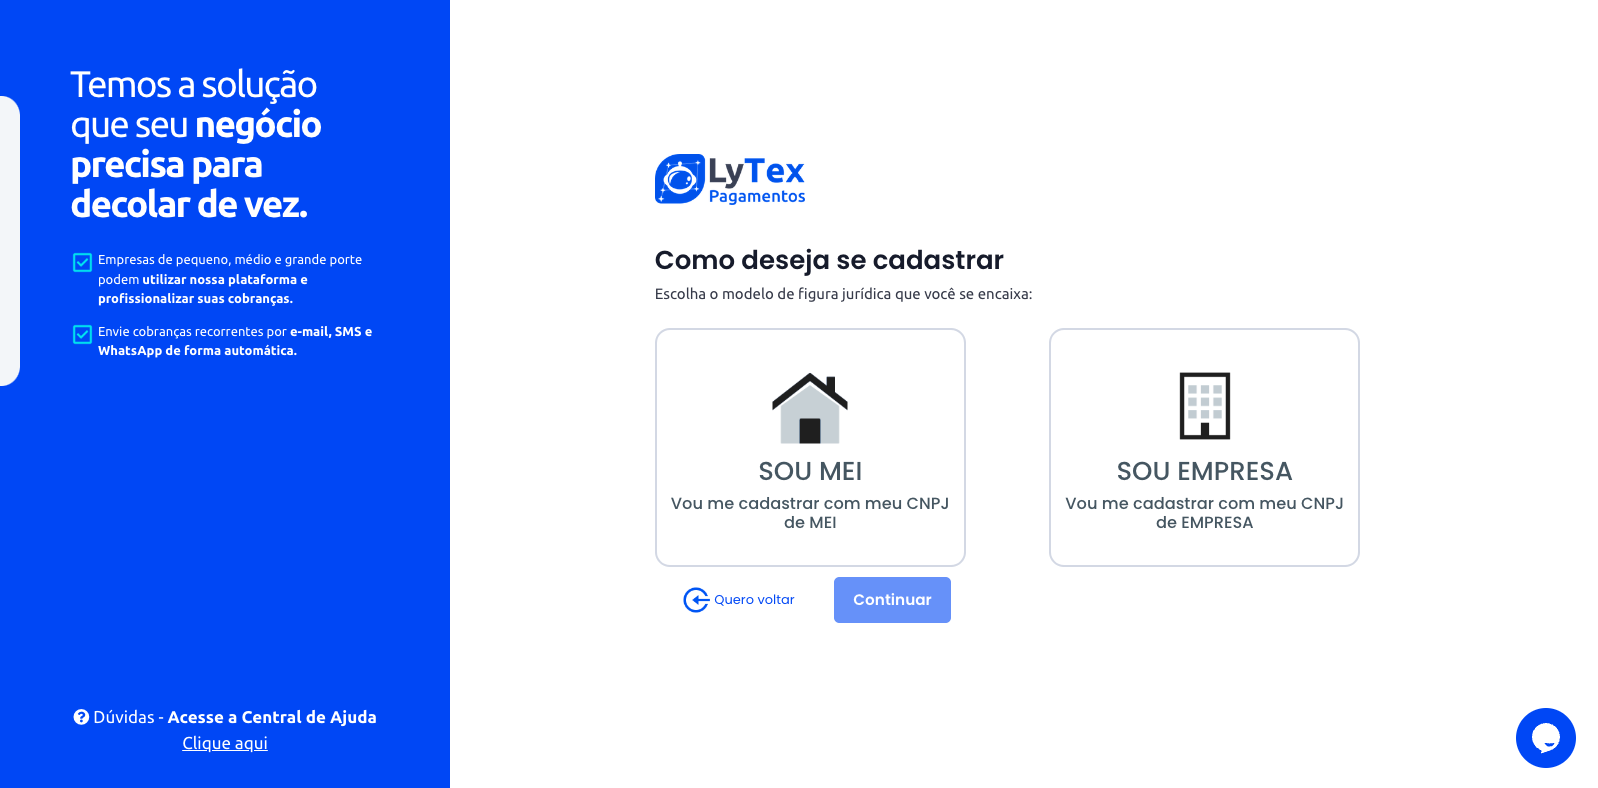 Temos a solução
que seu negócio
precisa para
decolar de vez.
Empresas de pequeno, médio e grande porte
podem utilizar nossa plataforma e
profissionalizar suas cobranças.
Envie cobranças recorrentes por e-mail, SMS e
WhatsApp de forma automática.
Dúvidas - Acesse a Central de Ajuda
Clique aqui
LyTex
Pagamentos
Como deseja se cadastrar
Escolha o modelo de figura jurídica que você se encaixa:
SOU MEI
Vou me cadastrar com meu CNPJ
de MEI
SOU EMPRESA
Vou me cadastrar com meu CNPJ
de EMPRESA
Quero voltar
Continuar